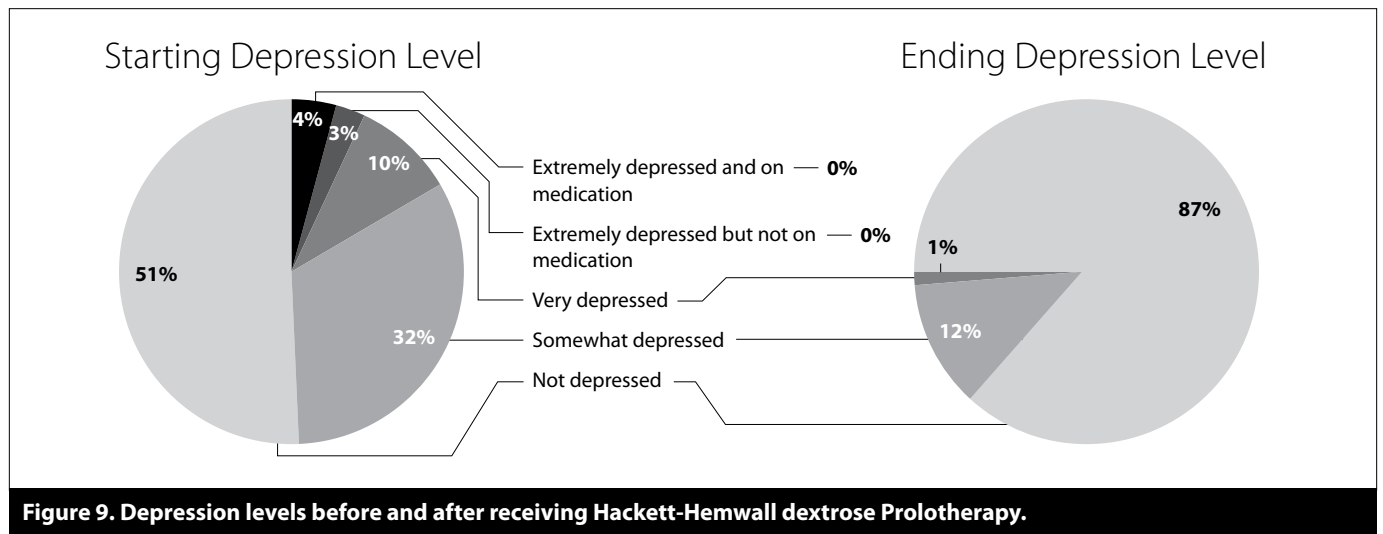 Starting Depression Level
Ending Depression Level
4%
3%
10%
32%
51%
Extremely depressed and on
medication
0%
Extremely depressed but not on
medication
0%
Very depressed
Somewhat depressed
Not depressed
87%
1%
12%
Figure 9. Depression levels before and after receiving Hackett-Hemwall dextrose Prolotherapy.